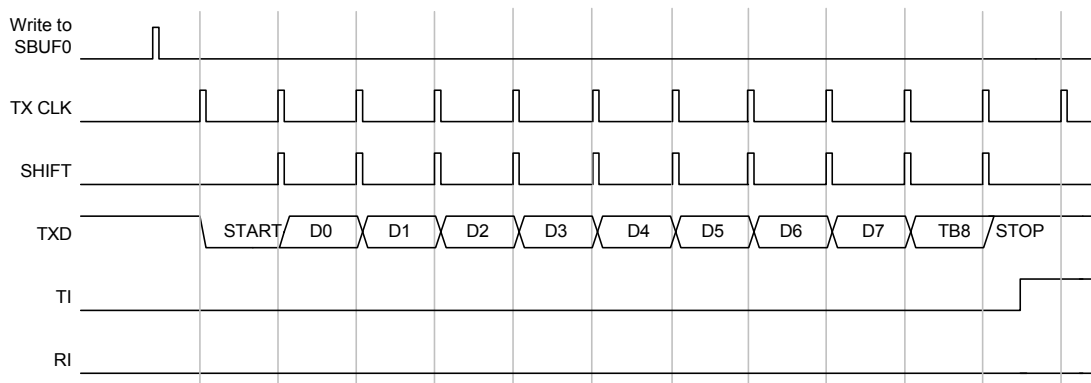 Write to
SBUF0
TX CLK
SHIFT
TXD START D0 D1 D2 D3 D4 D5 D6 D7 TB8 STOP
TI
RI